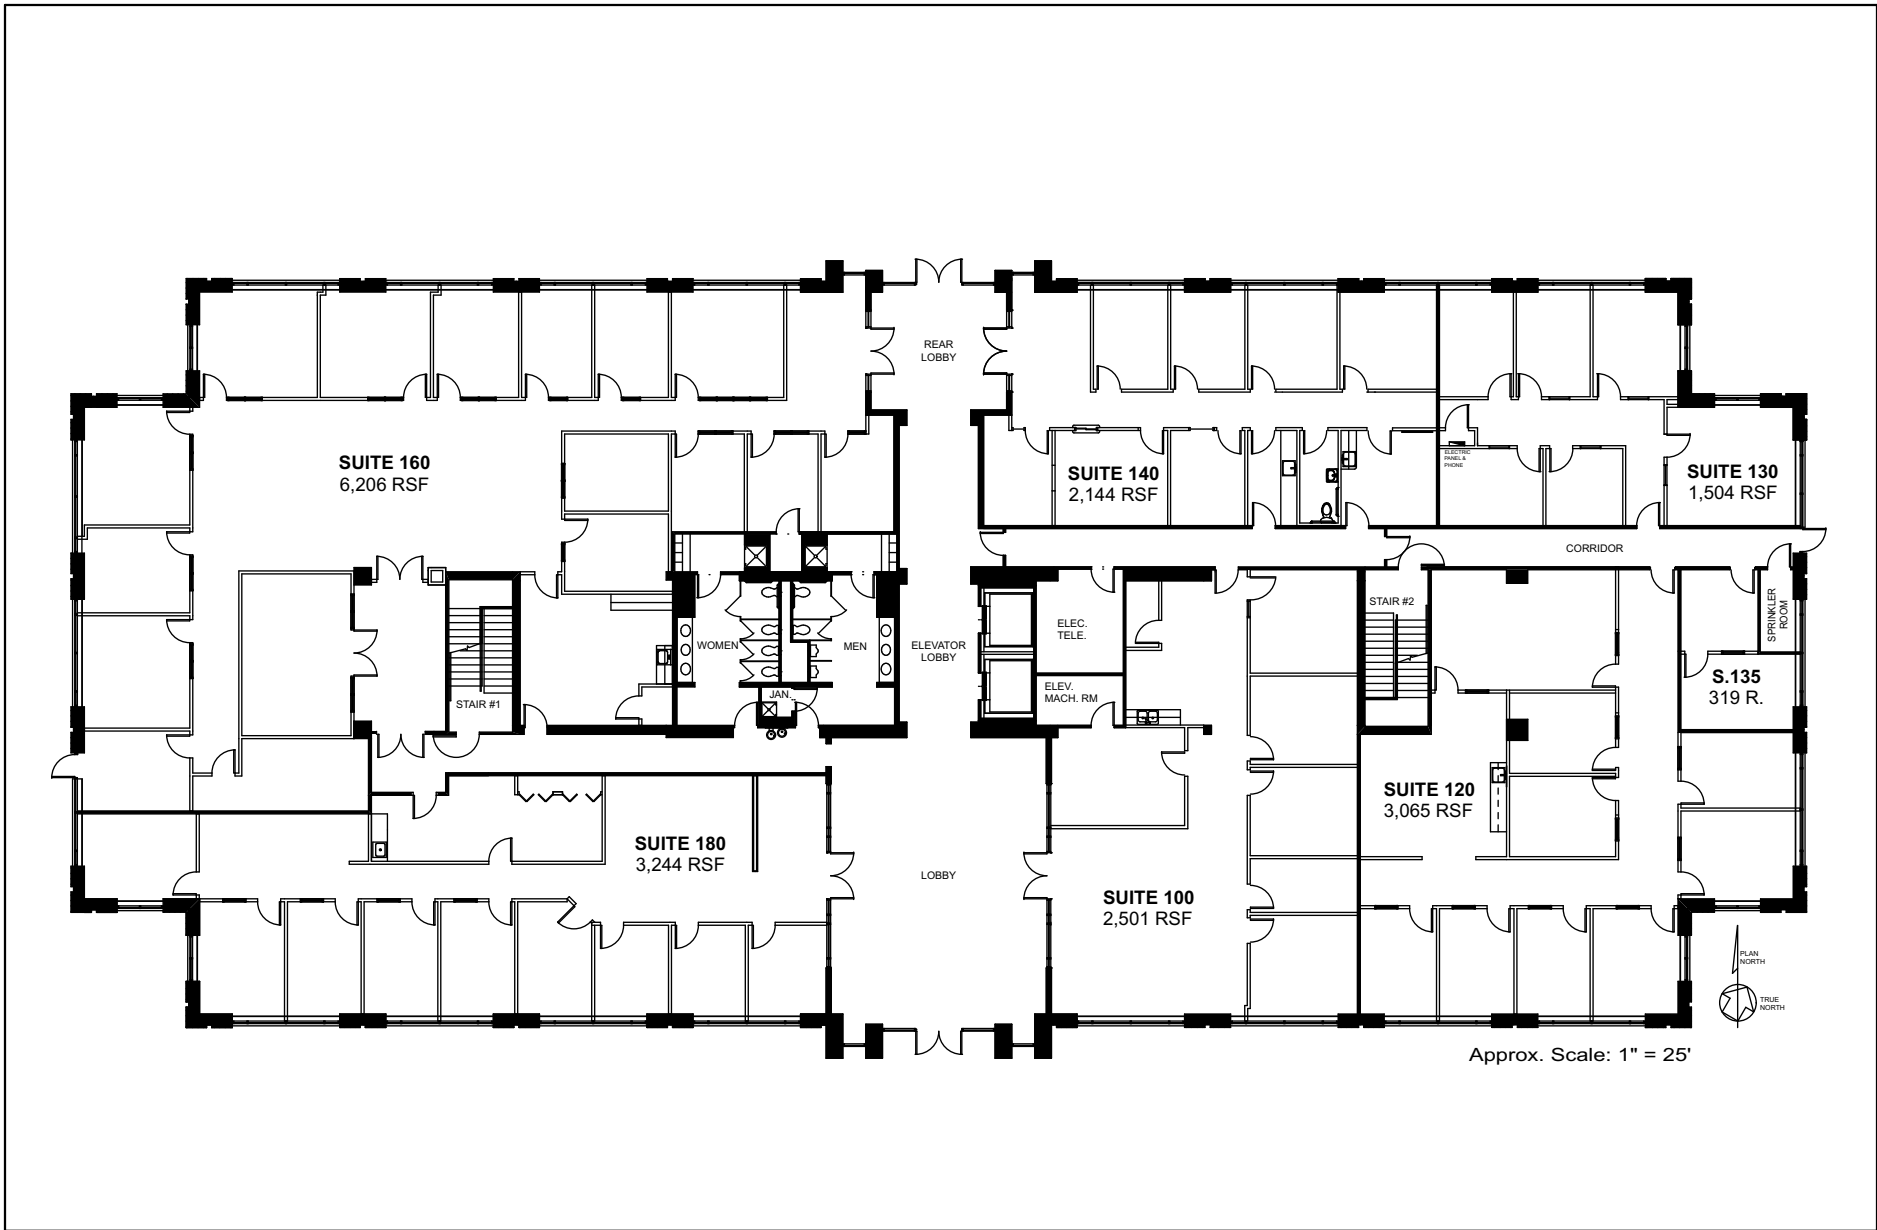 REAR
LOBBY
SUITE 160
6,206 RSF
SUITE 140
2,144 RSF
ELECTRIC
PANEL &
PHONE
SUITE 130
1,504 RSF
CORRIDOR
STAIR #2
SPRINKLER
ROOM
ELEC.
TELE.
WOMEN
MEN
ELEVATOR
LOBBY
ELEV.
MACH. RM
JAN.
STAIR #1
S.135
319 R.
SUITE 120
3,065 RSF
SUITE 180
3,244 RSF
LOBBY
SUITE 100
2,501 RSF
PLAN
NORTH
TRUE
NORTH
Approx. Scale: 1" = 25'